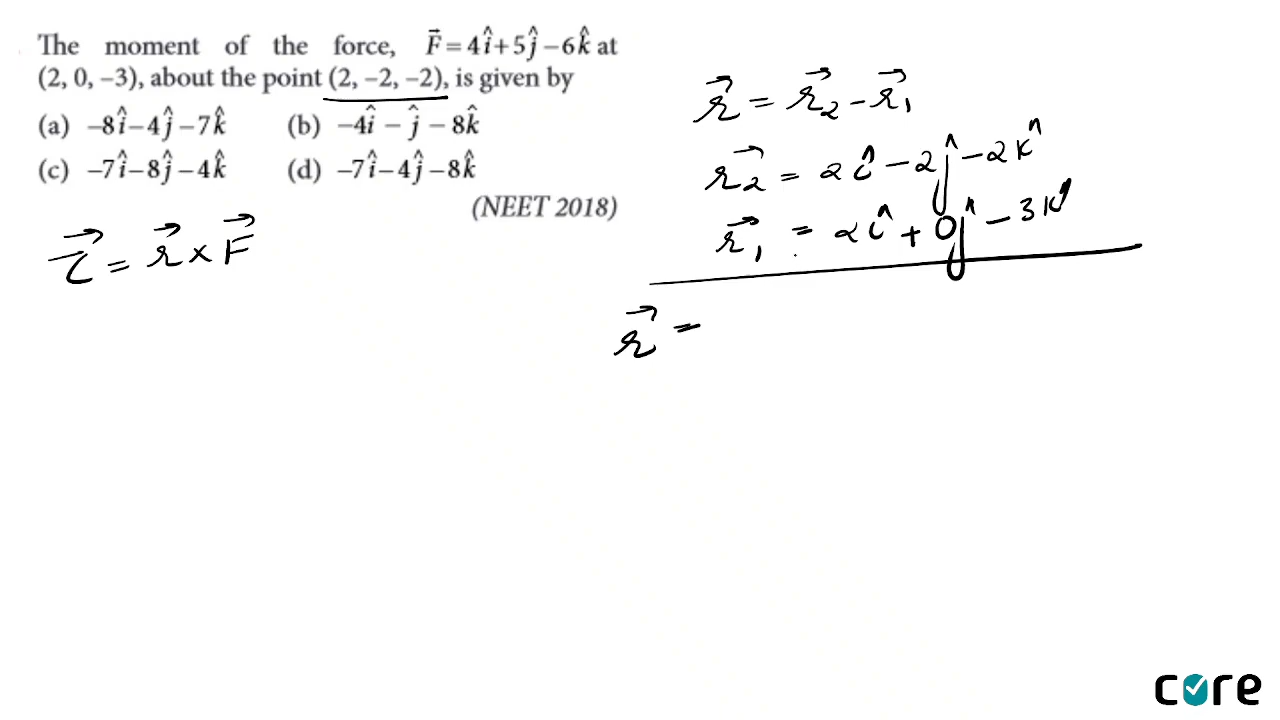 The moment of the force, F⃗ = 4î + 5ĵ − 6k̂ at
(2, 0, −3), about the point (2, −2, −2), is given by
(a) −8î − 4ĵ − 7k̂ (b) −4î − ĵ − 8k̂
(c) −7î − 8ĵ − 4k̂ (d) −7î − 4ĵ − 8k̂
(NEET 2018)
τ⃗ = r⃗ × F⃗
r⃗ = r⃗₂ − r⃗₁
r⃗₂ = 2î − 2ĵ − 2k̂
r⃗₁ = 2î + 0ĵ − 3k̂
r⃗ =
core